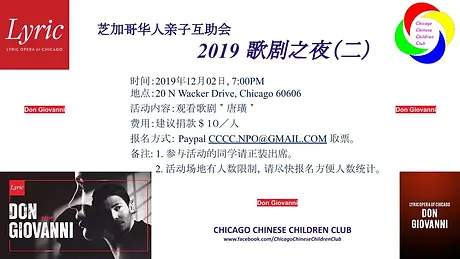 Lyric
LYRIC OPERA OF CHICAGO
芝加哥华人亲子互助会
2019 歌剧之夜(二)
Chicago
Chinese
Children
Club
时间:2019年12月02日, 7:00PM
地点:20 N Wacker Drive, Chicago 60606
活动内容:观看歌剧＂唐璜＂
费用:建议捐款＄10／人
报名方式: Paypal CCCC.NPO@GMAIL.COM 取票。
备注: 1. 参与活动的同学请正装出席。
2. 活动场地有人数限制, 请尽快报名方便人数统计。
Don Giovanni
Don Giovanni
Don Giovanni
Lyric
DON
GIOVANNI
LYRIC OPERA OF CHICAGO
DON
GIOVANNI
CHICAGO CHINESE CHILDREN CLUB
www.facebook.com/ChicagoChineseChildrenClub